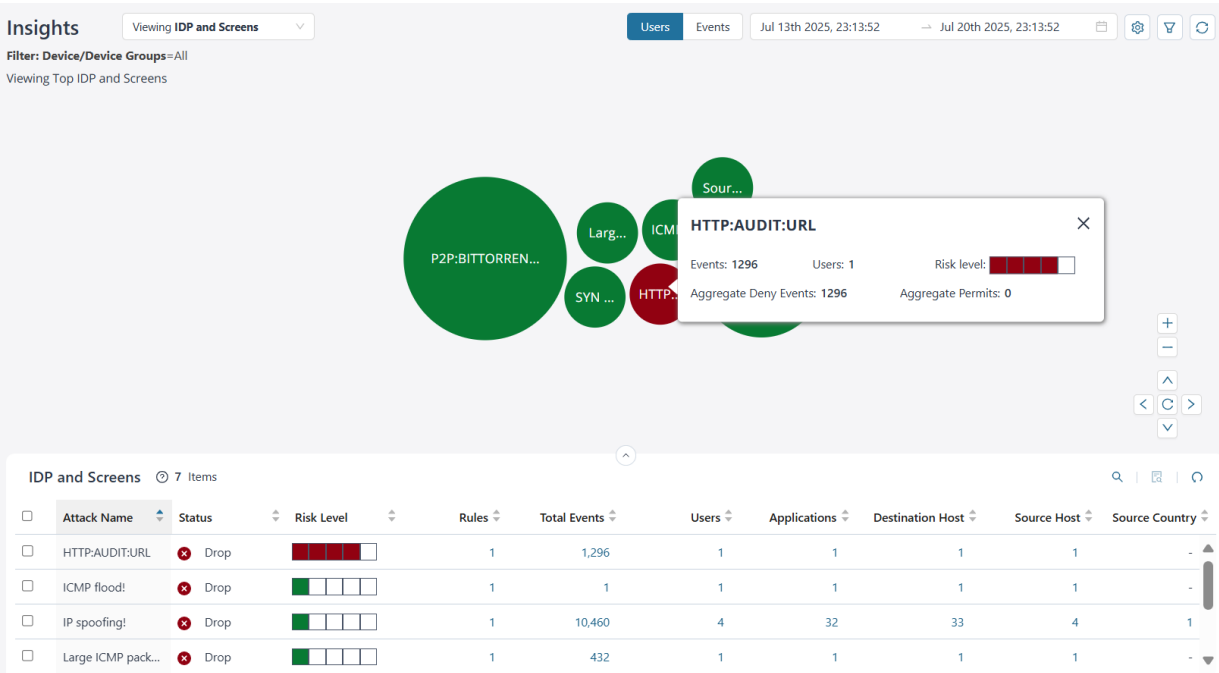 Insights
Viewing IDP and Screens
Users
Events
Jul 13th 2025, 23:13:52 → Jul 20th 2025, 23:13:52
Filter: Device/Device Groups=All
Viewing Top IDP and Screens
Sour...
P2P:BITTORREN...
Larg...
ICM
SYN ...
HTTP...
HTTP:AUDIT:URL
Events: 1296 Users: 1 Risk level:
Aggregate Deny Events: 1296 Aggregate Permits: 0
IDP and Screens 7 Items
Attack Name Status Risk Level Rules Total Events Users Applications Destination Host Source Host Source Country
HTTP:AUDIT:URL Drop 1 1,296 1 1 1 1 -
ICMP flood! Drop 1 1 1 1 1 1 -
IP spoofing! Drop 1 10,460 4 32 33 4 1
Large ICMP pack... Drop 1 432 1 1 1 1 -